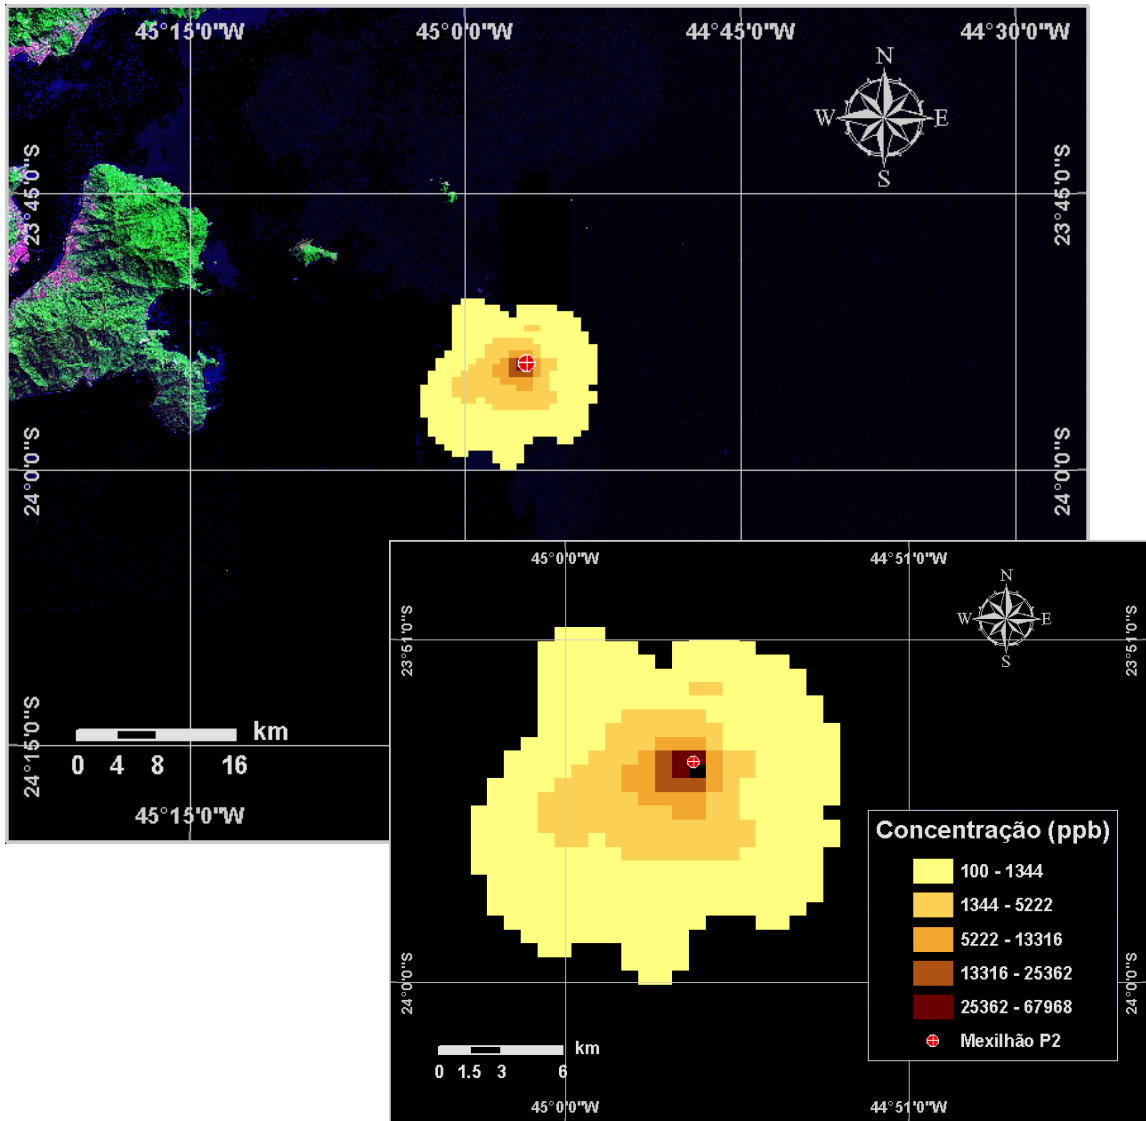 45°15'0"W 45°0'0"W 44°45'0"W 44°30'0"W
N
W E
S
23°45'0"S 23°45'0"S
24°0'0"S 24°0'0"S
24°15'0"S
km
0 4 8 16
45°15'0"W
45°0'0"W 44°51'0"W
N
W E
S
23°51'0"S 23°51'0"S
Concentração (ppb)
100 - 1344
1344 - 5222
5222 - 13316
13316 - 25362
25362 - 67968
Mexilhão P2
24°0'0"S 24°0'0"S
km
0 1.5 3 6
45°0'0"W 44°51'0"W